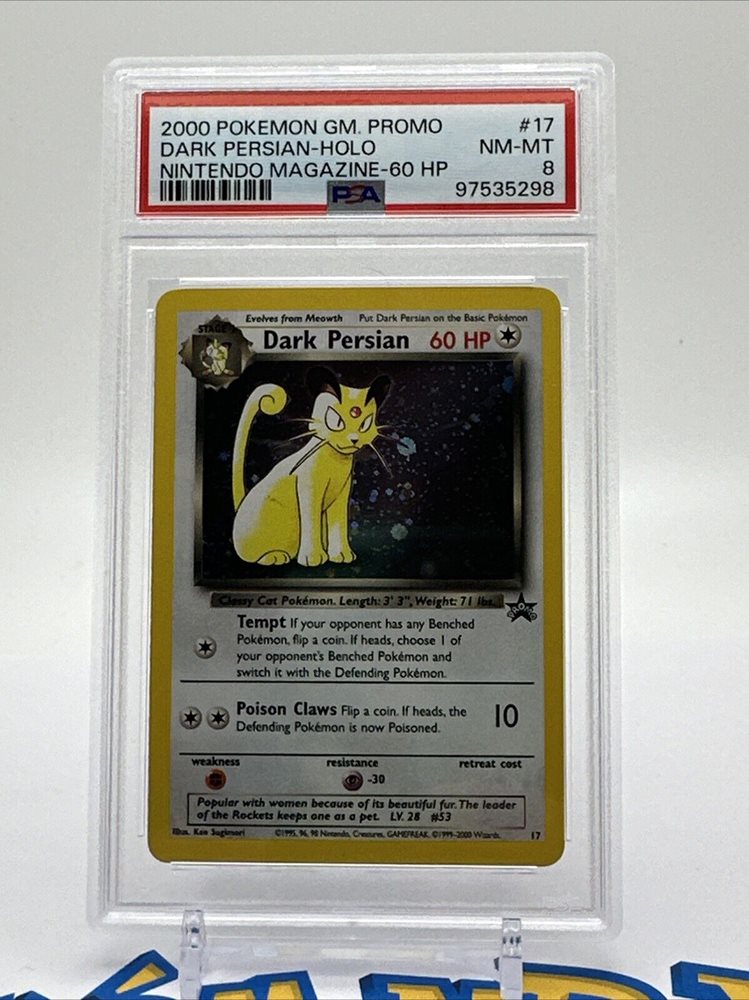 2000 POKEMON GM. PROMO #17
DARK PERSIAN-HOLO NM-MT
NINTENDO MAGAZINE-60 HP 8
PSA 97535298
Evolves from Meowth Put Dark Persian on the Basic Pokémon
STAGE 1
Dark Persian 60 HP
Classy Cat Pokémon. Length: 3' 3", Weight: 71 lbs.
PROMO
Tempt If your opponent has any Benched
Pokémon, flip a coin. If heads, choose 1 of
your opponent's Benched Pokémon and
switch it with the Defending Pokémon.
Poison Claws Flip a coin. If heads, the 10
Defending Pokémon is now Poisoned.
weakness resistance retreat cost
-30
Popular with women because of its beautiful fur. The leader
of the Rockets keeps one as a pet. LV. 28 #53
Illus. Ken Sugimori ©1995, 96, 98 Nintendo, Creatures, GAMEFREAK. ©1999-2000 Wizards. 17